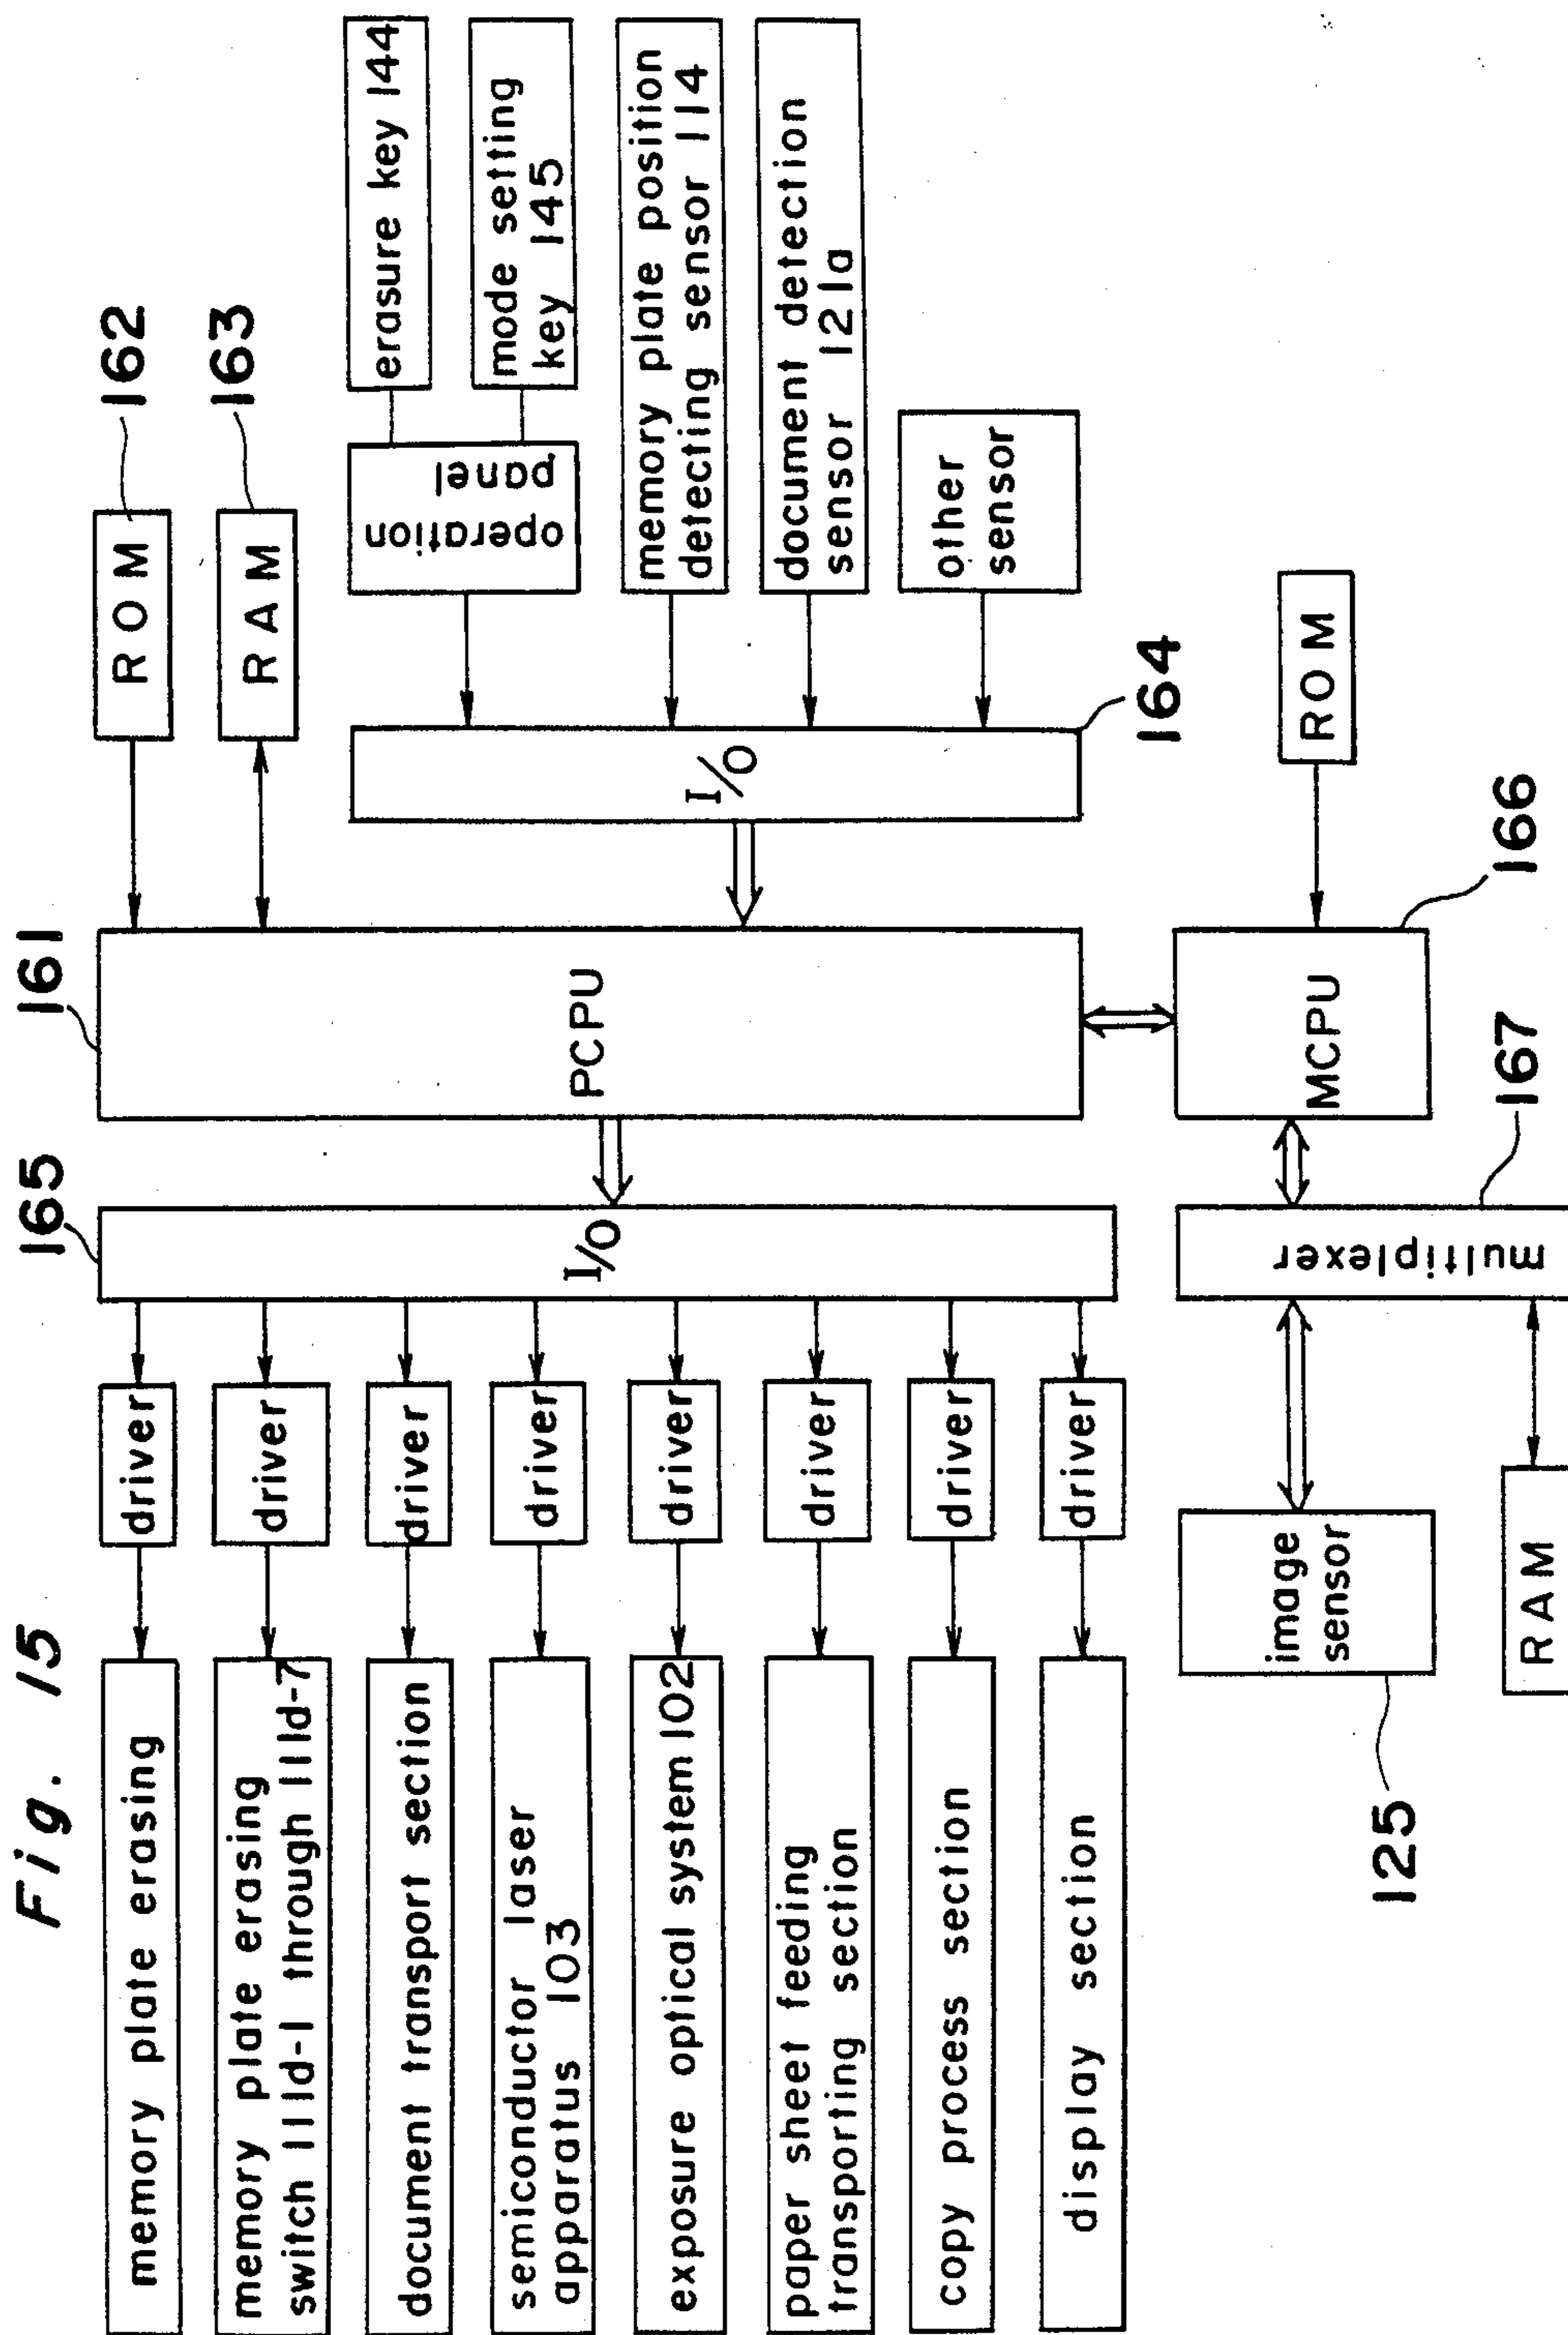 Fig. 15
memory plate erasing
memory plate erasing
switch 111d-1 through 111d-7
document transport section
semiconductor laser
apparatus 103
exposure optical system 102
paper sheet feeding
transporting section
copy process section
display section
driver
driver
driver
driver
driver
driver
driver
driver
165
I/O
161
PCPU
ROM
162
RAM
163
I/O
164
operation
panel
erasure key 144
mode setting
key 145
memory plate position
detecting sensor 114
document detection
sensor 121a
other
sensor
MCPU
166
ROM
multiplexer
167
image
sensor
125
RAM